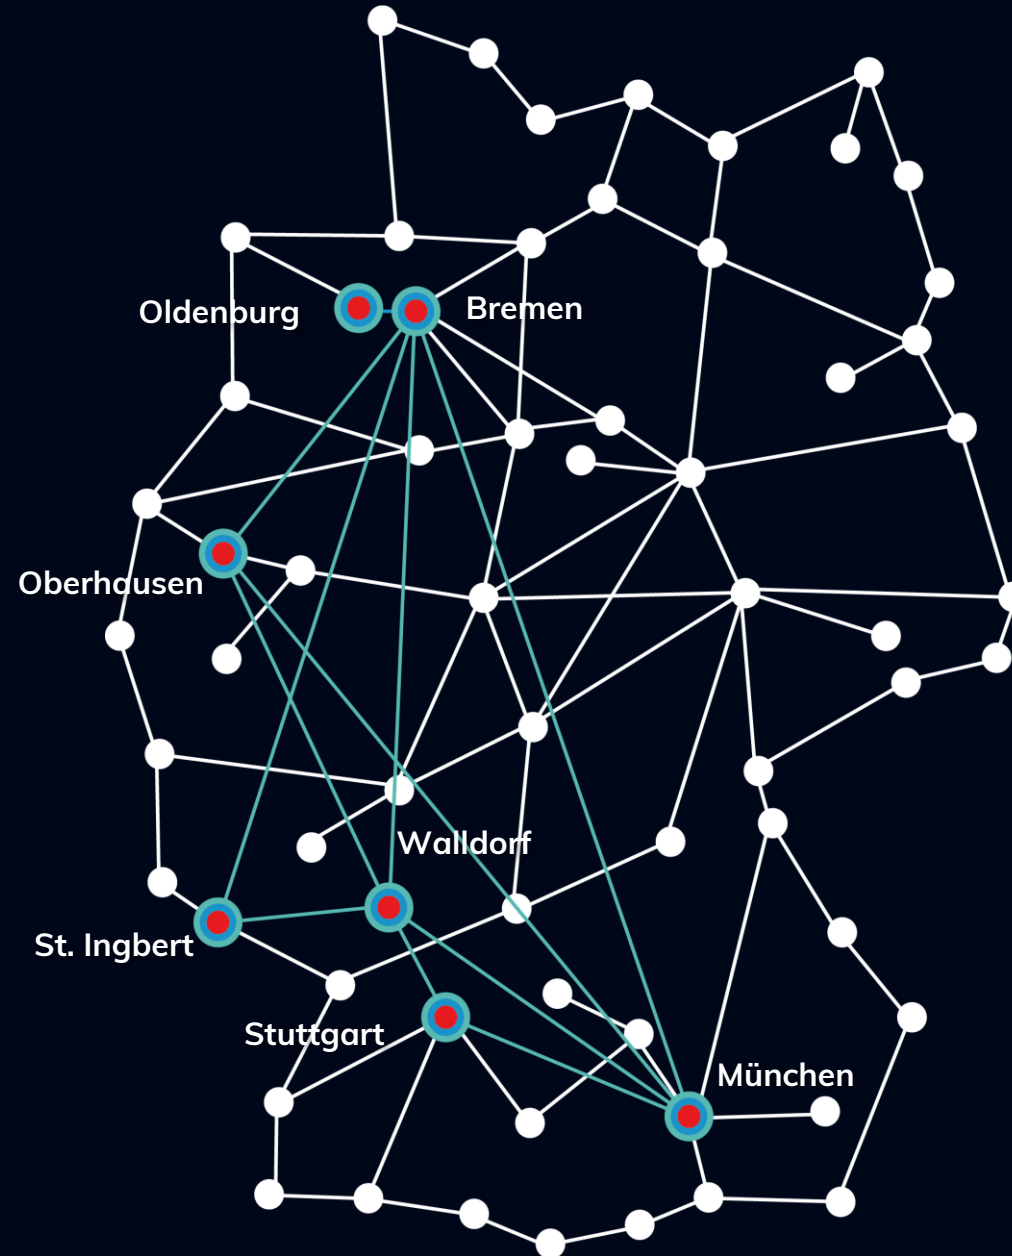 Oldenburg
Bremen
Oberhausen
Walldorf
St. Ingbert
Stuttgart
München